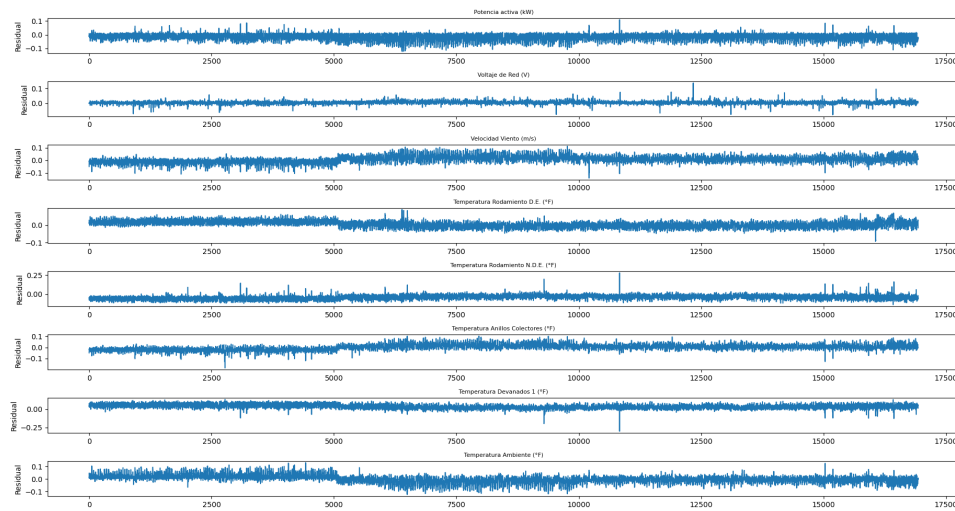 Potencia activa (kW)
Residual
0.1
0.0
−0.1
0 2500 5000 7500 10000 12500 15000 17500
Voltaje de Red (V)
Residual
0.1
0.0
0 2500 5000 7500 10000 12500 15000 17500
Velocidad Viento (m/s)
Residual
0.1
0.0
−0.1
0 2500 5000 7500 10000 12500 15000 17500
Temperatura Rodamiento D.E. (°F)
Residual
0.0
−0.1
0 2500 5000 7500 10000 12500 15000 17500
Temperatura Rodamiento N.D.E (°F)
Residual
0.25
0.00
0 2500 5000 7500 10000 12500 15000 17500
Temperatura Anillos Colectores (°F)
Residual
0.1
0.0
−0.1
0 2500 5000 7500 10000 12500 15000 17500
Temperatura Devanados 1 (°F)
Residual
0.00
−0.25
0 2500 5000 7500 10000 12500 15000 17500
Temperatura Ambiente (°F)
Residual
0.1
0.0
−0.1
0 2500 5000 7500 10000 12500 15000 17500